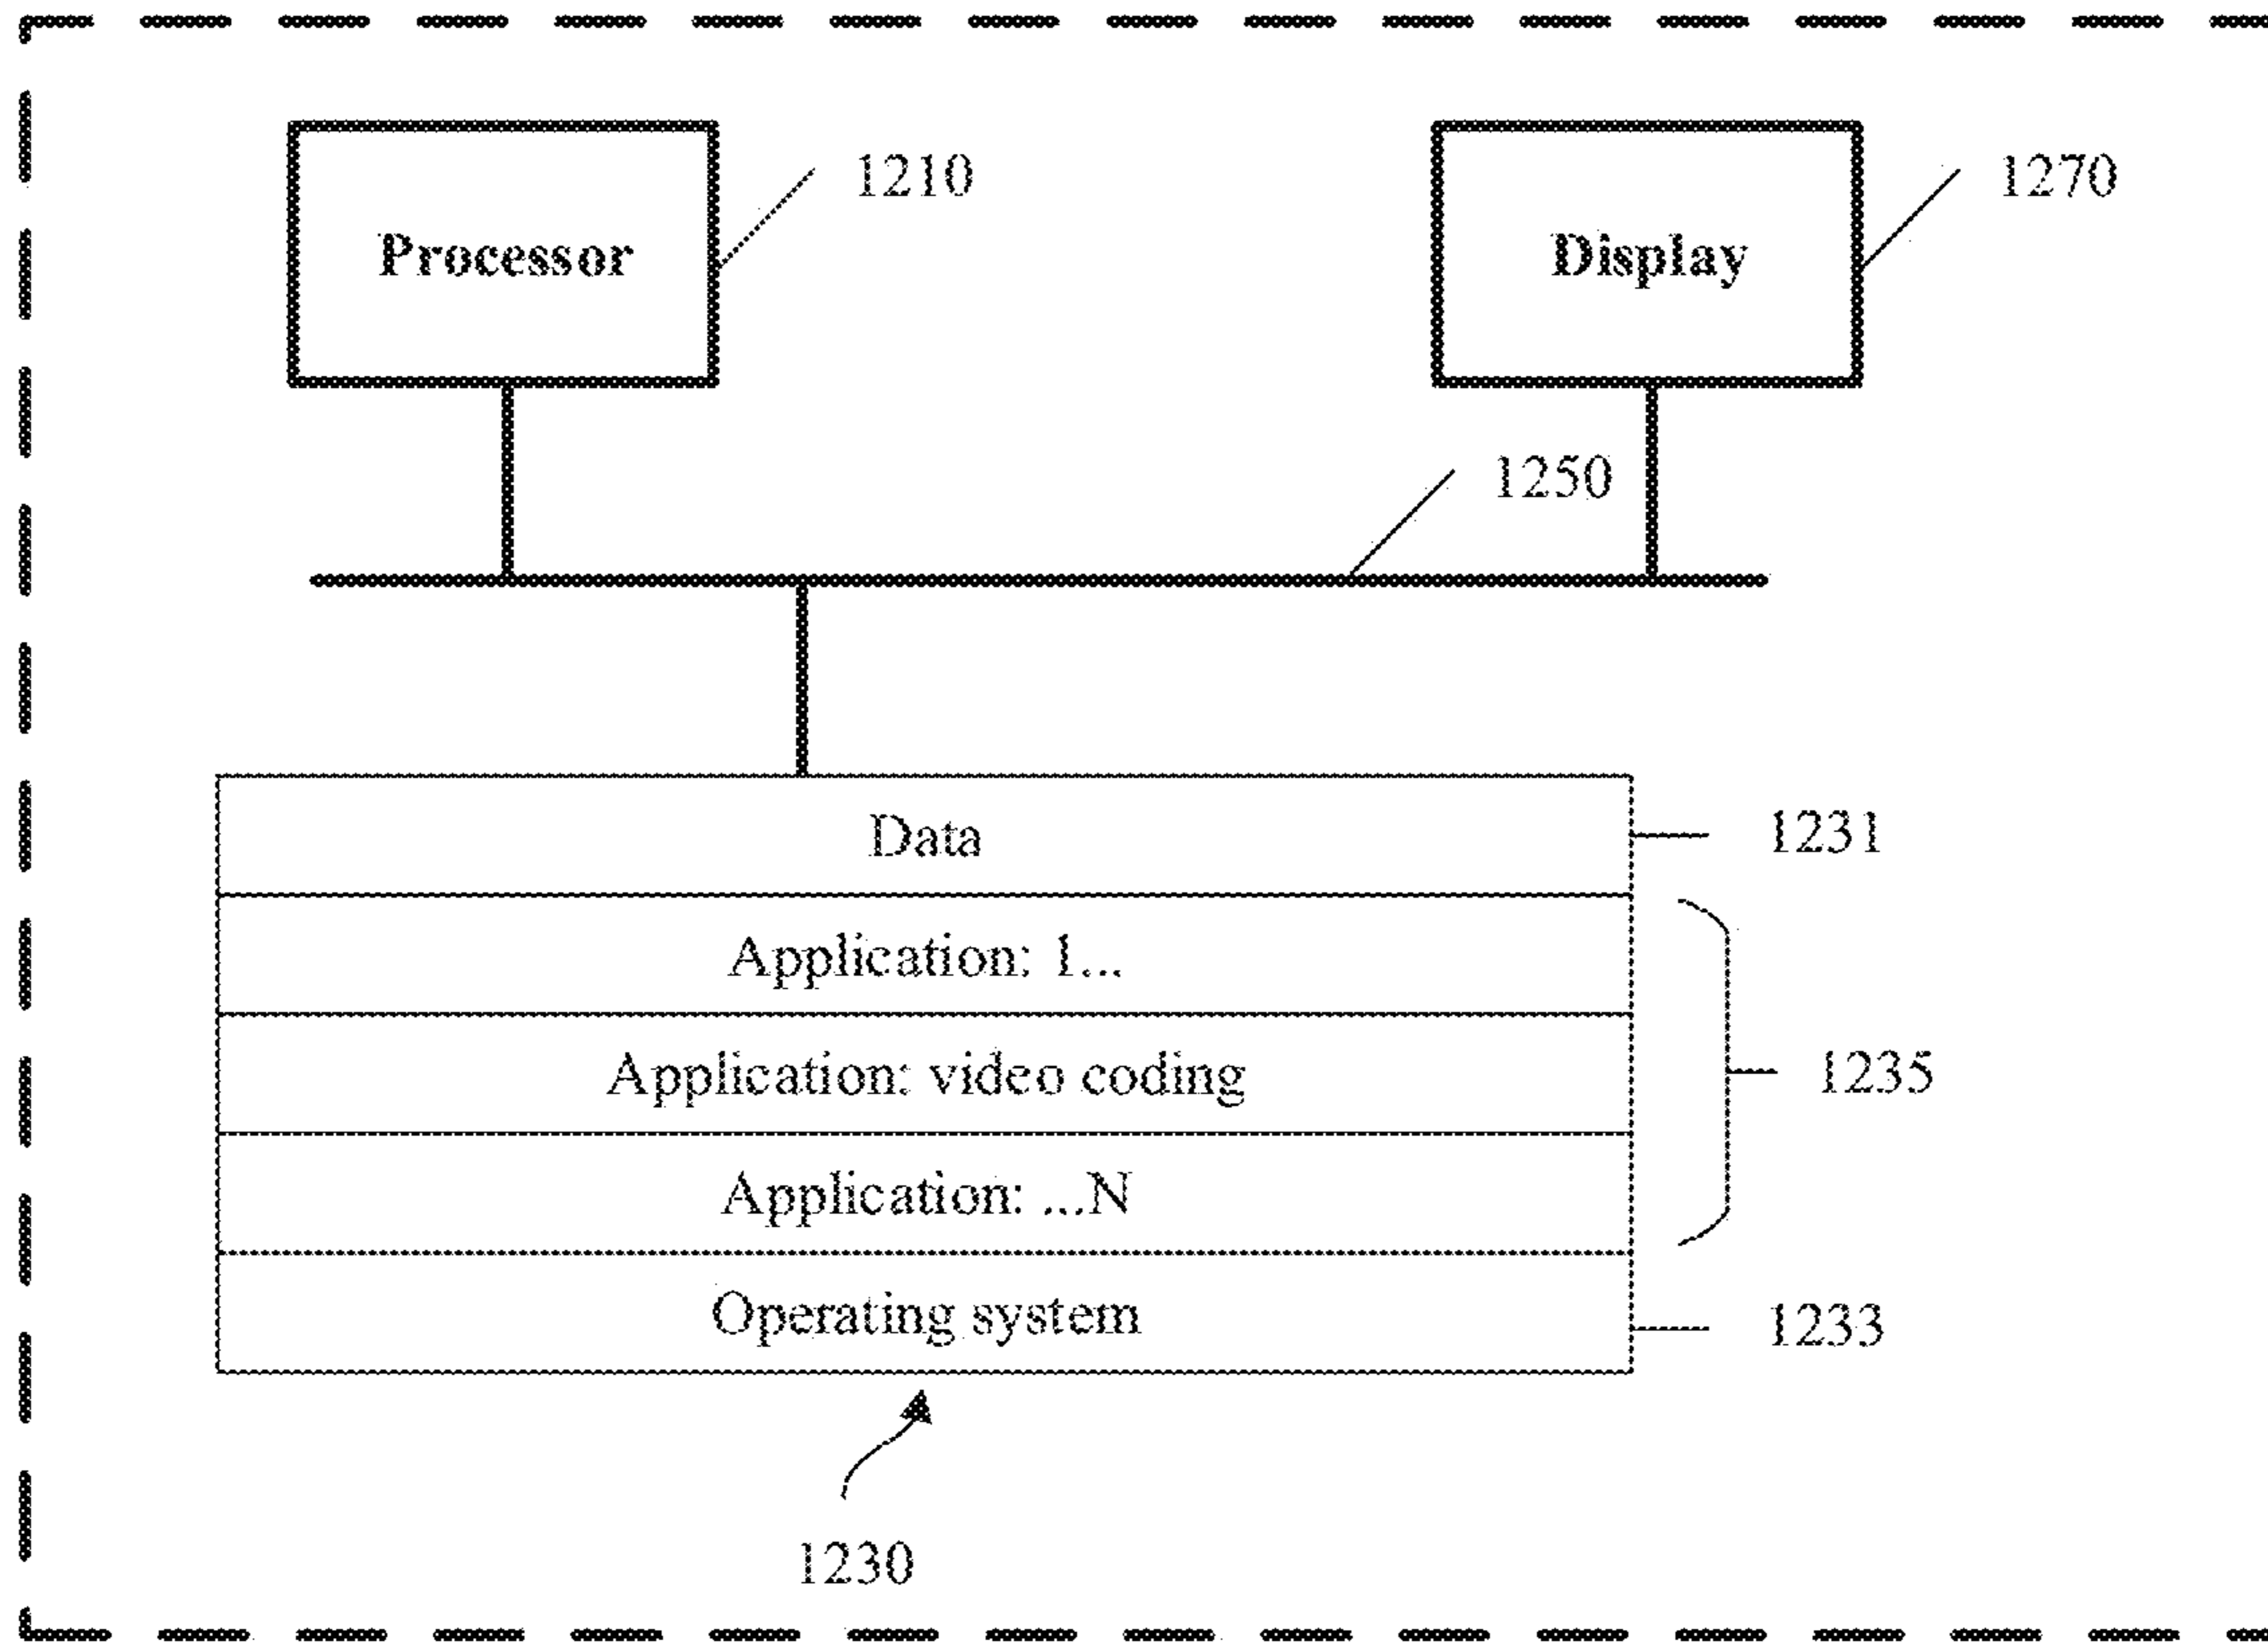 1210
1270
Processor
Display
1250
Data
1231
Application: 1...
Application: video coding
1235
Application: ...N
Operating system
1233
1230